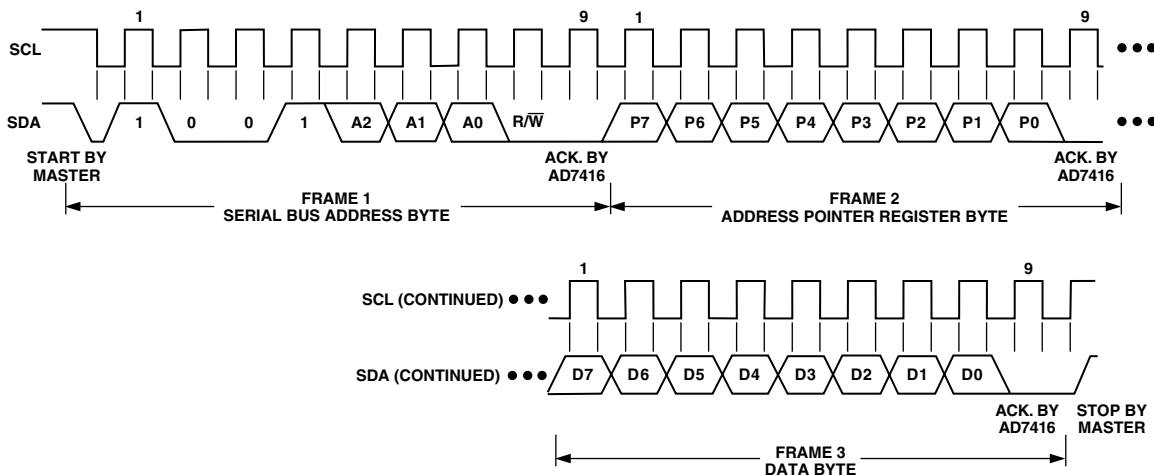 1 9 1 9
SCL
SDA 1 0 0 1 A2 A1 A0 R/W̅ P7 P6 P5 P4 P3 P2 P1 P0
START BY
MASTER
ACK. BY
AD7416
ACK. BY
AD7416
FRAME 1
SERIAL BUS ADDRESS BYTE
FRAME 2
ADDRESS POINTER REGISTER BYTE
1 9
SCL (CONTINUED)
SDA (CONTINUED) D7 D6 D5 D4 D3 D2 D1 D0
ACK. BY
AD7416
STOP BY
MASTER
FRAME 3
DATA BYTE